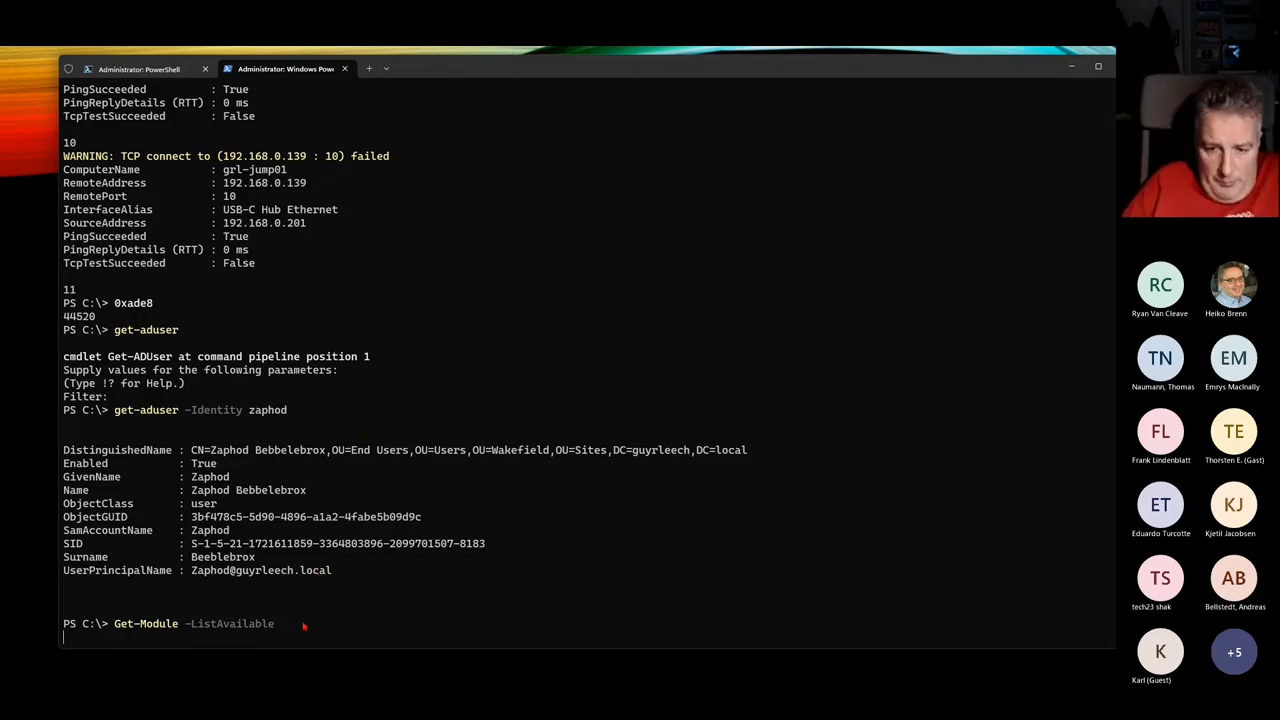 Administrator: PowerShell
Administrator: Windows Powe
PingSucceeded : True
PingReplyDetails (RTT) : 0 ms
TcpTestSucceeded : False
10
WARNING: TCP connect to (192.168.0.139 : 10) failed
ComputerName : grl-jump01
RemoteAddress : 192.168.0.139
RemotePort : 10
InterfaceAlias : USB-C Hub Ethernet
SourceAddress : 192.168.0.201
PingSucceeded : True
PingReplyDetails (RTT) : 0 ms
TcpTestSucceeded : False
11
PS C:\> 0xade8
44520
PS C:\> get-aduser
cmdlet Get-ADUser at command pipeline position 1
Supply values for the following parameters:
(Type !? for Help.)
Filter:
PS C:\> get-aduser -Identity zaphod
DistinguishedName : CN=Zaphod Bebbelebrox,OU=End Users,OU=Users,OU=Wakefield,OU=Sites,DC=guyrleech,DC=local
Enabled : True
GivenName : Zaphod
Name : Zaphod Bebbelebrox
ObjectClass : user
ObjectGUID : 3bf478c5-5d90-4896-a1a2-4fabe5b09d9c
SamAccountName : Zaphod
SID : S-1-5-21-1721611859-3364803896-2099701507-8183
Surname : Beeblebrox
UserPrincipalName : Zaphod@guyrleech.local
PS C:\> Get-Module -ListAvailable
RC
Ryan Van Cleave
Heiko Brenn
TN
EM
Naumann, Thomas
Emrys MacInally
FL
TE
Frank Lindenblatt
Thorsten E. (Gast)
ET
KJ
Eduardo Turcotte
Kjetil Jacobsen
TS
AB
tech23 shak
Bellstedt, Andreas
K
+5
Karl (Guest)